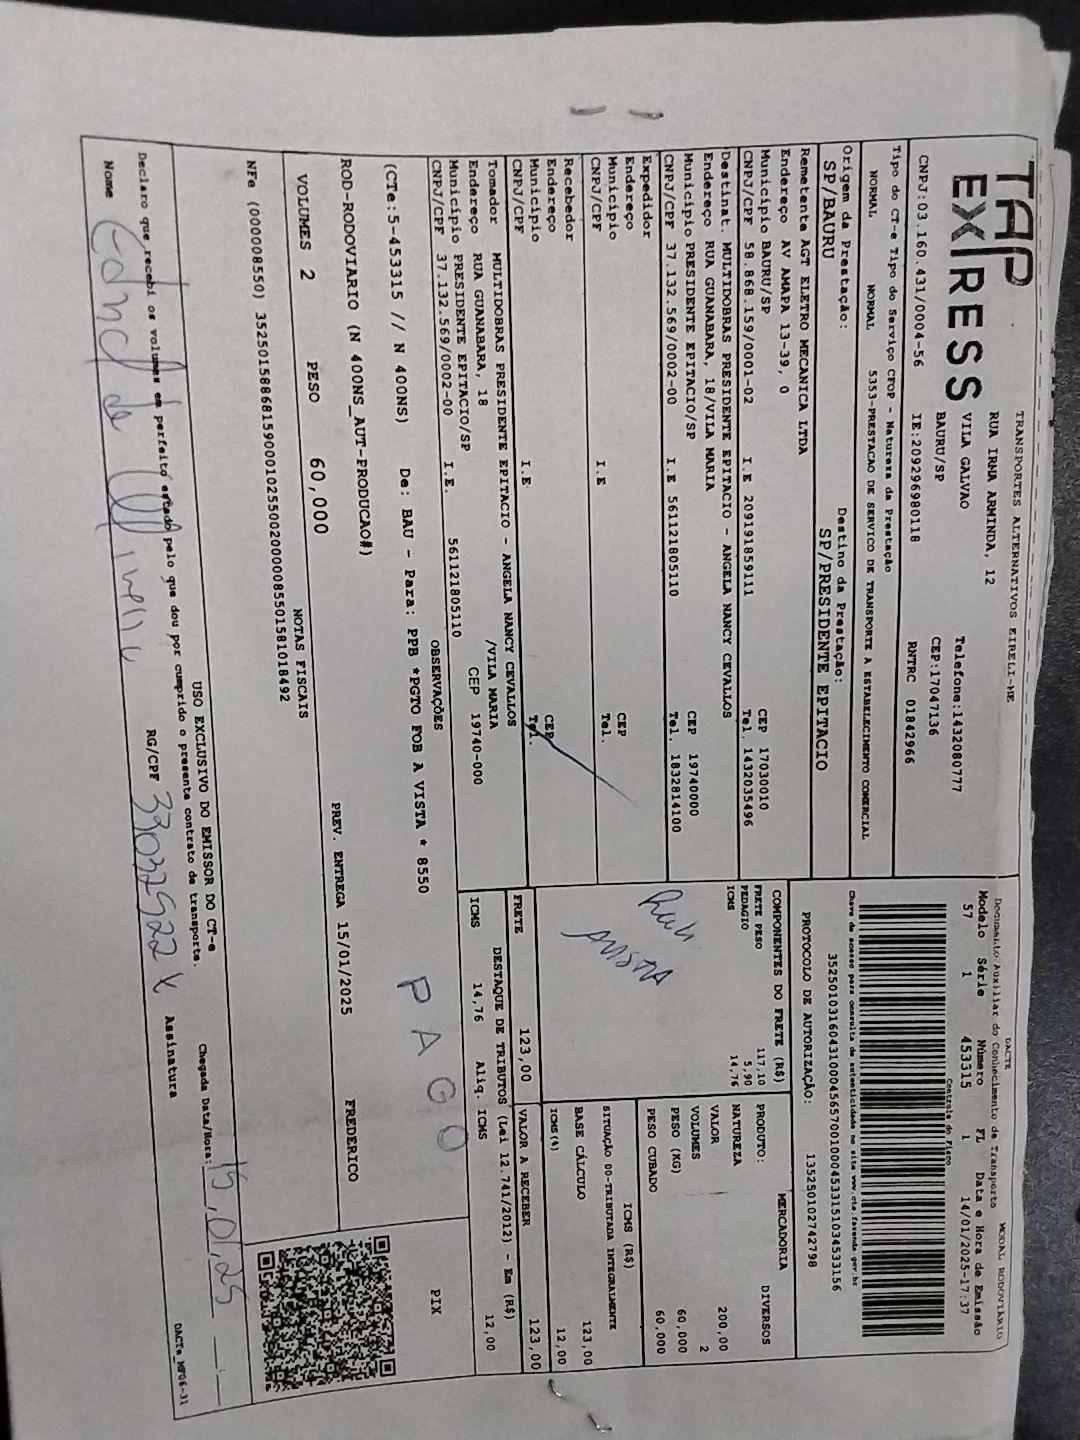 TAP
EXPRESS
TRANSPORTES ALTERNATIVOS EIRELI-ME
RUA IRMA ARMINDA, 12
VILA GALVAO
BAURU/SP
Telefone:1432080777
CEP:17047136
CNPJ:03.160.431/0004-56 IE:209296980118 RNTRC 01842966
DACTE
Documento Auxiliar do Conhecimento de Transporte MODAL RODOVIÁRIO
Modelo Série Número FL Data e Hora de Emissão
57 1 453315 1 14/01/2025-17:37
Controle do Fisco
Chave de acesso para consulta de autenticidade no site www.cte.fazenda.gov.br
35250103160431000456570010004533151034533156
PROTOCOLO DE AUTORIZAÇÃO: 135250102742798
Tipo do CT-e Tipo do Serviço CFOP - Natureza da Prestação
NORMAL NORMAL 5353-PRESTACAO DE SERVICO DE TRANSPORTE A ESTABELECIMENTO COMERCIAL
Origem da Prestação: Destino da Prestação:
SP/BAURU SP/PRESIDENTE EPITACIO
Remetente AGT ELETRO MECANICA LTDA
Endereço AV AMAPA 13-39, 0
Município BAURU/SP CEP 17030010
CNPJ/CPF 58.868.159/0001-02 I.E 209191859111 Tel. 1432035496
Destinat. MULTIDOBRAS PRESIDENTE EPITACIO - ANGELA NANCY CEVALLOS
Endereço RUA GUANABARA, 18/VILA MARIA
Município PRESIDENTE EPITACIO/SP CEP 19740000
CNPJ/CPF 37.132.569/0002-00 I.E 561121805110 Tel. 1832814100
Expedidor
Endereço
Município CEP
CNPJ/CPF I.E Tel.
Recebedor
Endereço
Município CEP
CNPJ/CPF I.E Tel.
Tomador MULTIDOBRAS PRESIDENTE EPITACIO - ANGELA NANCY CEVALLOS
Endereço RUA GUANABARA, 18 /VILA MARIA
Município PRESIDENTE EPITACIO/SP CEP 19740-000
CNPJ/CPF 37.132.569/0002-00 I.E. 561121805110
COMPONENTES DO FRETE (R$)
FRETE PESO 117,10
PEDAGIO 5,90
ICMS 14,76
AVISTA
MERCADORIA
PRODUTO: DIVERSOS
NATUREZA
VALOR 200,00
VOLUMES 2
PESO (KG) 60,000
PESO CUBADO 60,000
ICMS (R$)
SITUAÇÃO 00-TRIBUTADA INTEGRALMENTE
BASE CÁLCULO 123,00
ICMS (%) 12,00
FRETE 123,00 VALOR A RECEBER 123,00
DESTAQUE DE TRIBUTOS (Lei 12.741/2012) - Em (R$)
ICMS 14,76 Aliq. ICMS 12,00
OBSERVAÇÕES
(CTe:5-453315 // N 400NS) De: BAU - Para: PPB *PGTO FOB A VISTA * 8550
PAGO
PIX
ROD-RODOVIARIO (N 400NS_AUT-PRODUCAO#)
PREV. ENTREGA 15/01/2025 FREDERICO
VOLUMES 2 PESO 60,000
NOTAS FISCAIS
NFe (000008550) 35250158868159000102550020000085501581018492
USO EXCLUSIVO DO EMISSOR DO CT-e
Declaro que recebi os volumes em perfeito estado pelo que dou por cumprido o presente contrato de transporte.
Chegada Data/Hora: 15,01,25 __:__
Nome RG/CPF 33032922 X Assinatura
DACTe_MP06-31